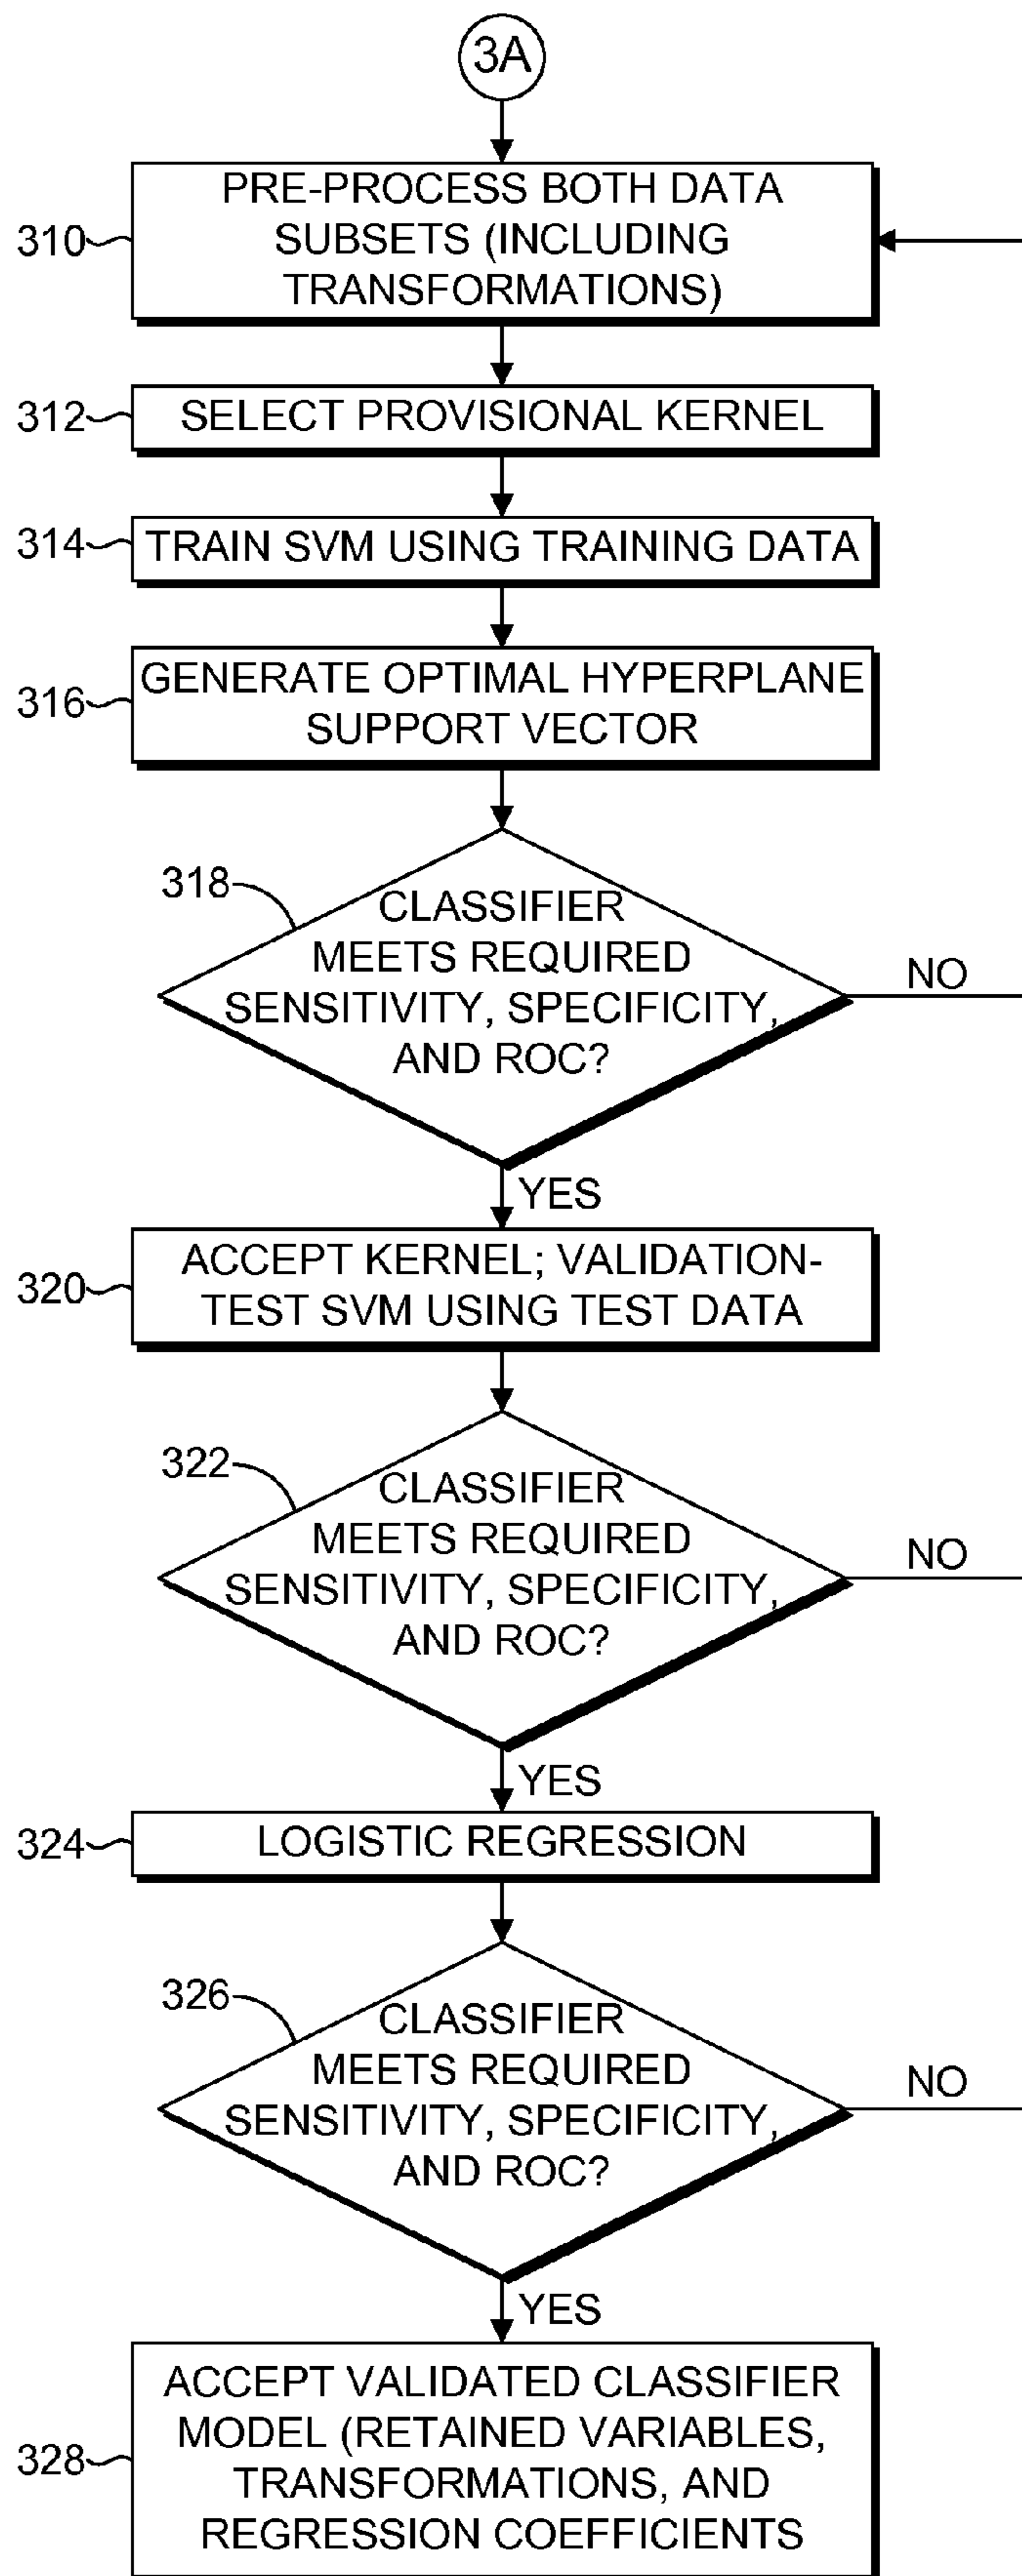 3A
PRE-PROCESS BOTH DATA
SUBSETS (INCLUDING
TRANSFORMATIONS)
310
312
SELECT PROVISIONAL KERNEL
314
TRAIN SVM USING TRAINING DATA
316
GENERATE OPTIMAL HYPERPLANE
SUPPORT VECTOR
318
CLASSIFIER
MEETS REQUIRED
SENSITIVITY, SPECIFICITY,
AND ROC?
NO
YES
320
ACCEPT KERNEL; VALIDATION-
TEST SVM USING TEST DATA
322
CLASSIFIER
MEETS REQUIRED
SENSITIVITY, SPECIFICITY,
AND ROC?
NO
YES
324
LOGISTIC REGRESSION
326
CLASSIFIER
MEETS REQUIRED
SENSITIVITY, SPECIFICITY,
AND ROC?
NO
YES
328
ACCEPT VALIDATED CLASSIFIER
MODEL (RETAINED VARIABLES,
TRANSFORMATIONS, AND
REGRESSION COEFFICIENTS